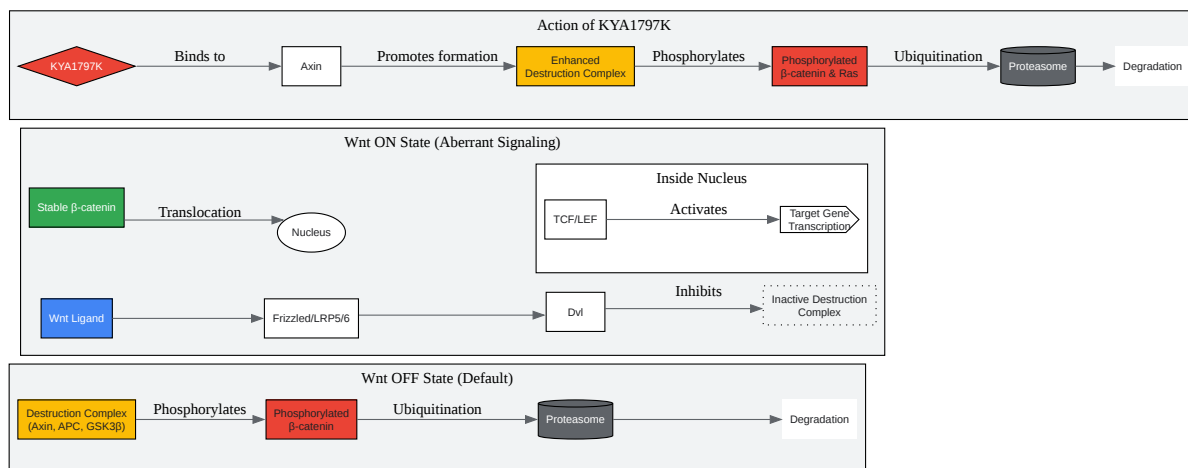 Action of KYA1797K
KYA1797K
Binds to
Axin
Promotes formation
Enhanced
Destruction Complex
Phosphorylates
Phosphorylated
β-catenin & Ras
Ubiquitination
Proteasome
Degradation
Wnt ON State (Aberrant Signaling)
Stable β-catenin
Translocation
Nucleus
Inside Nucleus
TCF/LEF
Activates
Target Gene
Transcription
Wnt Ligand
Frizzled/LRP5/6
Dvl
Inhibits
Inactive Destruction
Complex
Wnt OFF State (Default)
Destruction Complex
(Axin, APC, GSK3β)
Phosphorylates
Phosphorylated
β-catenin
Ubiquitination
Proteasome
Degradation